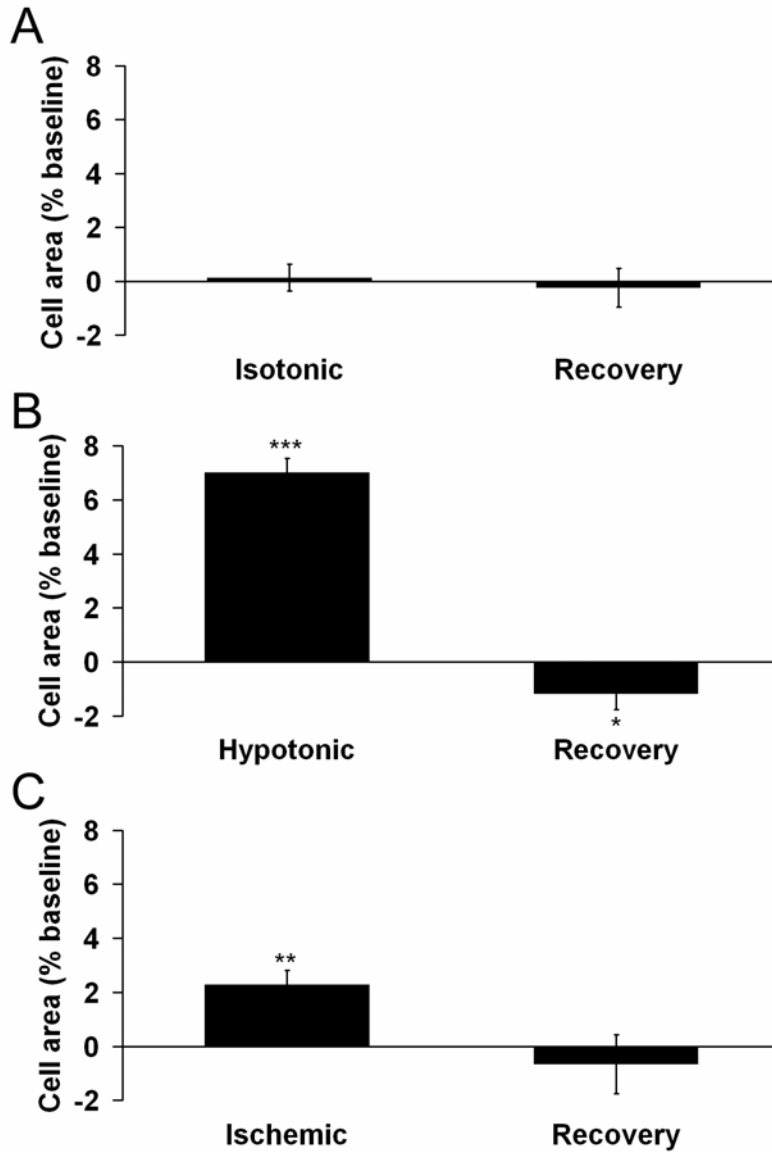 A
Cell area (% baseline)
8
6
4
2
0
-2
Isotonic Recovery
B
Cell area (% baseline)
***
8
6
4
2
0
-2
*
Hypotonic Recovery
C
Cell area (% baseline)
8
6
4
**
2
0
-2
Ischemic Recovery